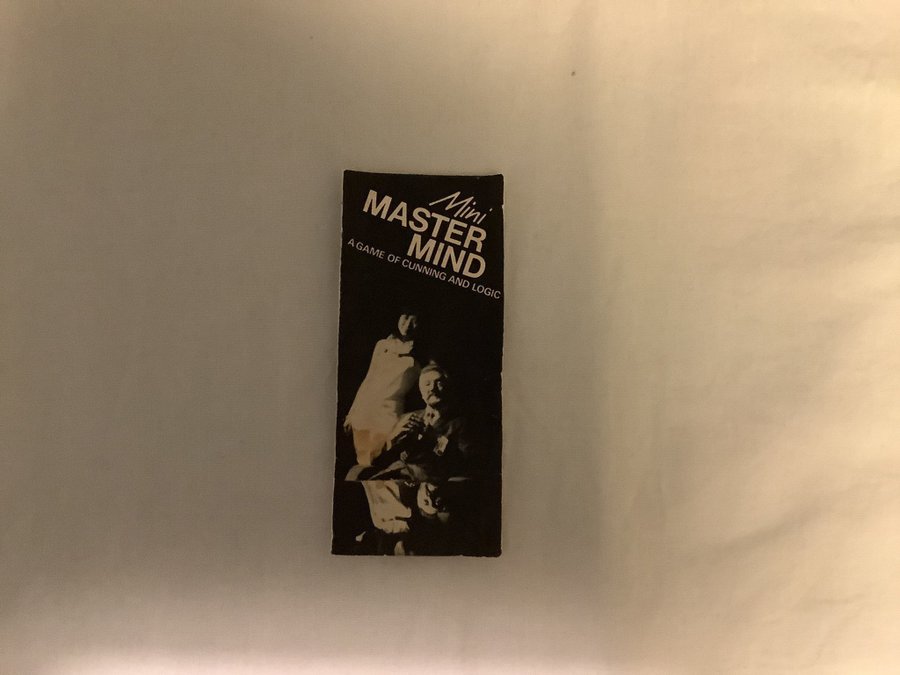 Mini
MASTER
MIND
A GAME OF CUNNING AND LOGIC